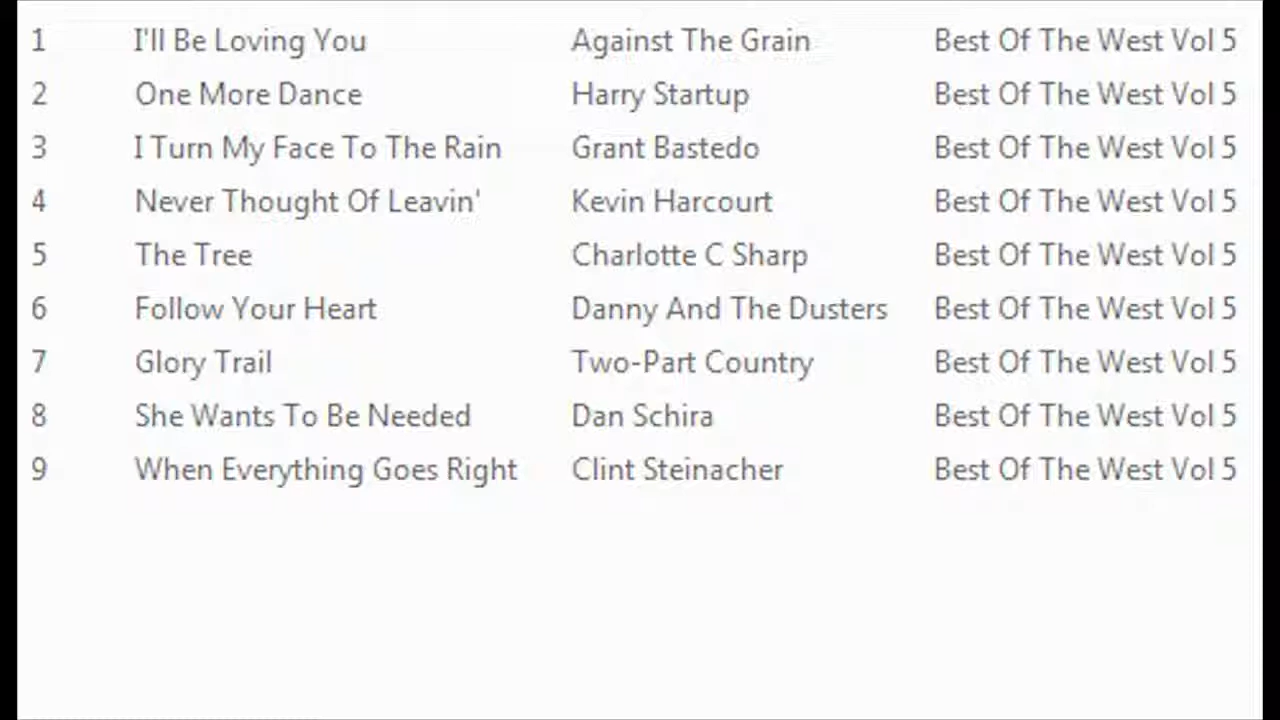 1 I'll Be Loving You Against The Grain Best Of The West Vol 5
2 One More Dance Harry Startup Best Of The West Vol 5
3 I Turn My Face To The Rain Grant Bastedo Best Of The West Vol 5
4 Never Thought Of Leavin' Kevin Harcourt Best Of The West Vol 5
5 The Tree Charlotte C Sharp Best Of The West Vol 5
6 Follow Your Heart Danny And The Dusters Best Of The West Vol 5
7 Glory Trail Two-Part Country Best Of The West Vol 5
8 She Wants To Be Needed Dan Schira Best Of The West Vol 5
9 When Everything Goes Right Clint Steinacher Best Of The West Vol 5